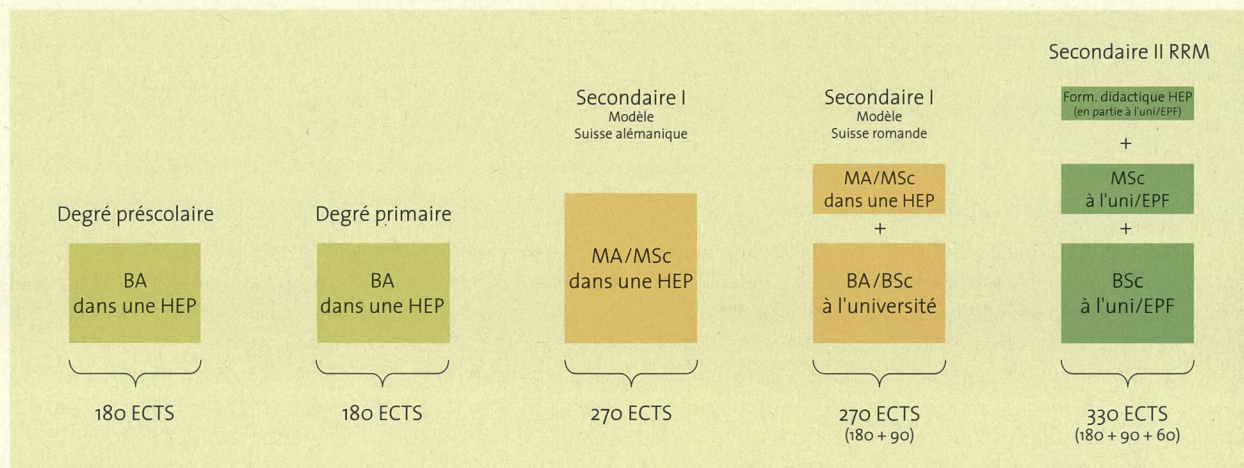 Degré préscolaire
BA
dans une HEP
180 ECTS
Degré primaire
BA
dans une HEP
180 ECTS
Secondaire I
Modèle
Suisse alémanique
MA/MSc
dans une HEP
270 ECTS
Secondaire I
Modèle
Suisse romande
MA/MSc
dans une HEP
+
BA/BSc
à l'université
270 ECTS
(180 + 90)
Secondaire II RRM
Form. didactique HEP
(en partie à l'uni/EPF)
+
MSc
à l'uni/EPF
+
BSc
à l'uni/EPF
330 ECTS
(180 + 90 + 60)